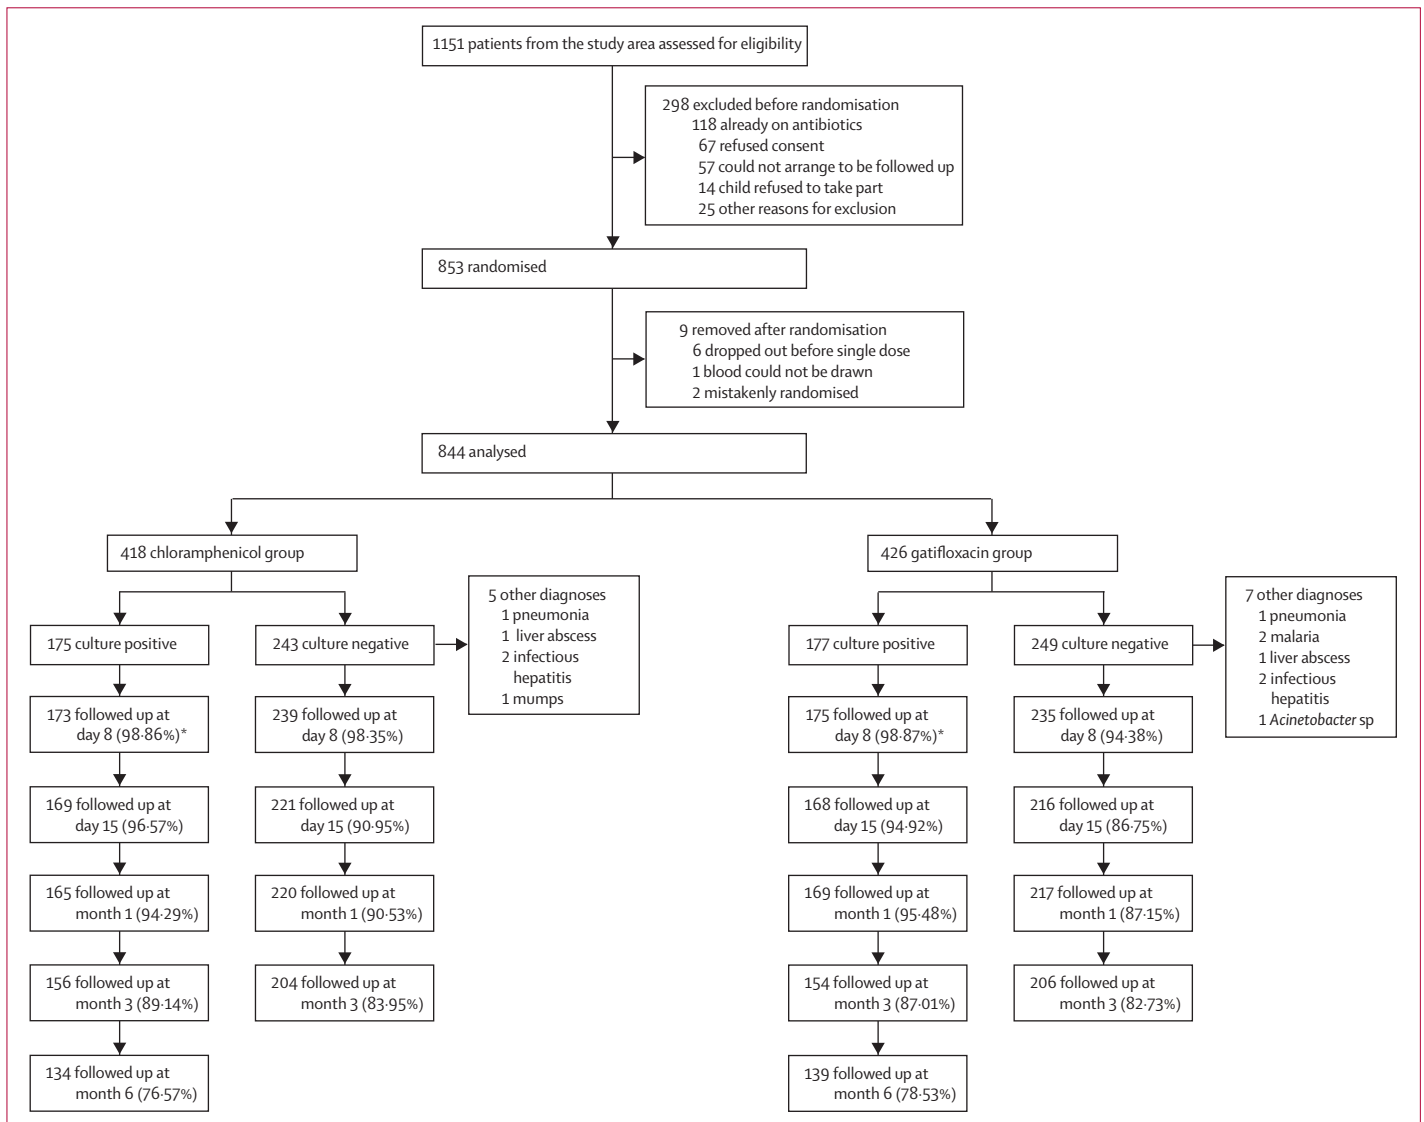 1151 patients from the study area assessed for eligibility
298 excluded before randomisation
118 already on antibiotics
67 refused consent
57 could not arrange to be followed up
14 child refused to take part
25 other reasons for exclusion
853 randomised
9 removed after randomisation
6 dropped out before single dose
1 blood could not be drawn
2 mistakenly randomised
844 analysed
418 chloramphenicol group
175 culture positive
243 culture negative
5 other diagnoses
1 pneumonia
1 liver abscess
2 infectious
hepatitis
1 mumps
173 followed up at
day 8 (98·86%)*
239 followed up at
day 8 (98·35%)
169 followed up at
day 15 (96·57%)
221 followed up at
day 15 (90·95%)
165 followed up at
month 1 (94·29%)
220 followed up at
month 1 (90·53%)
156 followed up at
month 3 (89·14%)
204 followed up at
month 3 (83·95%)
134 followed up at
month 6 (76·57%)
426 gatifloxacin group
177 culture positive
249 culture negative
7 other diagnoses
1 pneumonia
2 malaria
1 liver abscess
2 infectious
hepatitis
1 Acinetobacter sp
175 followed up at
day 8 (98·87%)*
235 followed up at
day 8 (94·38%)
168 followed up at
day 15 (94·92%)
216 followed up at
day 15 (86·75%)
169 followed up at
month 1 (95·48%)
217 followed up at
month 1 (87·15%)
154 followed up at
month 3 (87·01%)
206 followed up at
month 3 (82·73%)
139 followed up at
month 6 (78·53%)